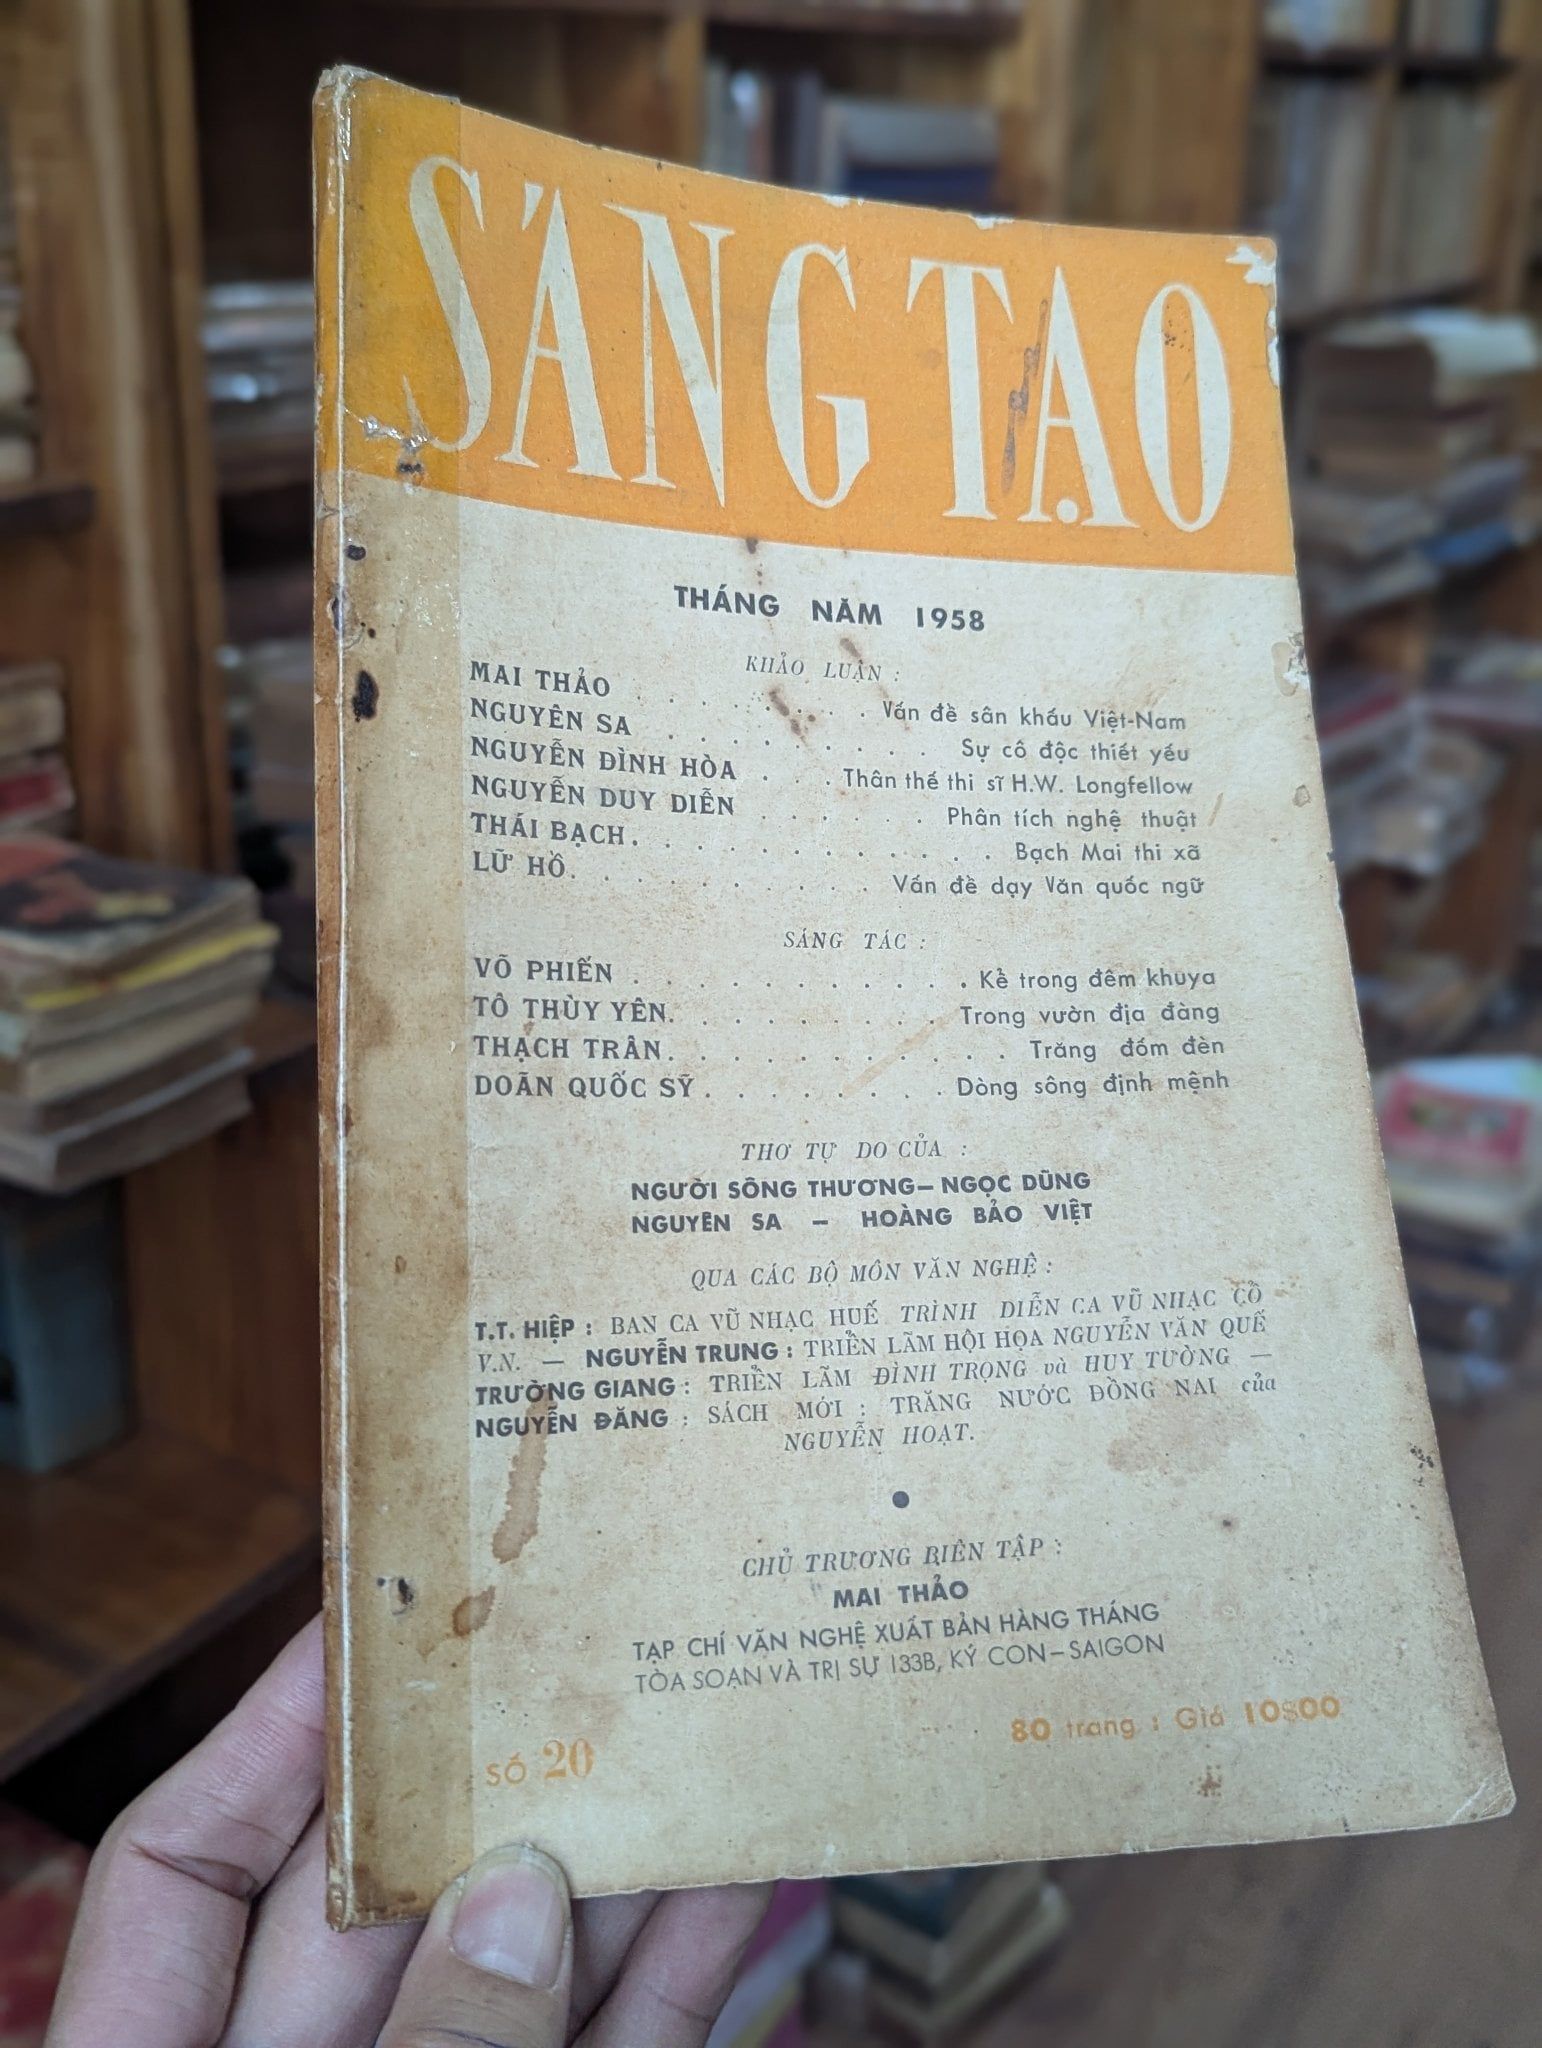 SÁNG TẠO
THÁNG NĂM 1958
KHẢO LUẬN :
MAI THẢO . . . . . . . . Vấn đề sân khấu Việt-Nam
NGUYÊN SA . . . . . . . . . Sự cô độc thiết yếu
NGUYỄN ĐÌNH HÒA . . . Thân thế thi sĩ H.W. Longfellow
NGUYỄN DUY DIỄN . . . . . . Phân tích nghệ thuật
THÁI BẠCH . . . . . . . . . . . . Bạch Mai thi xã
LỮ HỒ . . . . . . . . . . Vấn đề dạy Văn quốc ngữ
SÁNG TÁC :
VÕ PHIẾN . . . . . . . . . . . Kể trong đêm khuya
TÔ THÙY YÊN . . . . . . . . . Trong vườn địa đàng
THẠCH TRÂN . . . . . . . . . . . Trăng đóm đèn
DOÃN QUỐC SỸ . . . . . . . . Dòng sông định mệnh
THƠ TỰ DO CỦA :
NGƯỜI SÔNG THƯƠNG – NGỌC DŨNG
NGUYÊN SA – HOÀNG BẢO VIỆT
QUA CÁC BỘ MÔN VĂN NGHỆ :
T.T. HIỆP : BAN CA VŨ NHẠC HUẾ TRÌNH DIỄN CA VŨ NHẠC CỔ
V.N. — NGUYỄN TRUNG : TRIỂN LÃM HỘI HỌA NGUYỄN VĂN QUẾ
TRƯỜNG GIANG : TRIỂN LÃM ĐÌNH TRỌNG và HUY TƯỜNG —
NGUYỄN ĐĂNG : SÁCH MỚI : TRĂNG NƯỚC ĐỒNG NAI của
NGUYỄN HOẠT.
CHỦ TRƯƠNG BIÊN TẬP :
MAI THẢO
TẠP CHÍ VĂN NGHỆ XUẤT BẢN HÀNG THÁNG
TÒA SOẠN VÀ TRỊ SỰ 133B, KÝ CON – SAIGON
80 trang : Giá 10$00
SỐ 20